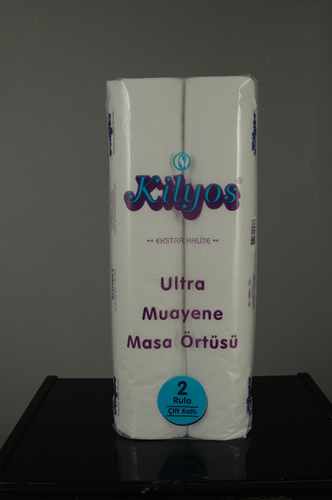 Kilyos®
•• EKSTRA KALİTE ••
Ultra
Muayene
Masa Örtüsü
2
Rulo
Çift Katlı